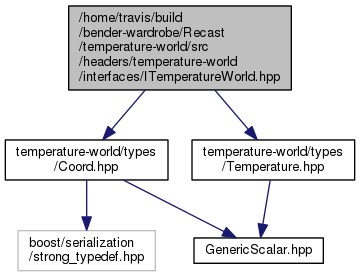 /home/travis/build
/bender-wardrobe/Recast
/temperature-world/src
/headers/temperature-world
/interfaces/ITemperatureWorld.hpp
temperature-world/types
/Coord.hpp
temperature-world/types
/Temperature.hpp
boost/serialization
/strong_typedef.hpp
GenericScalar.hpp